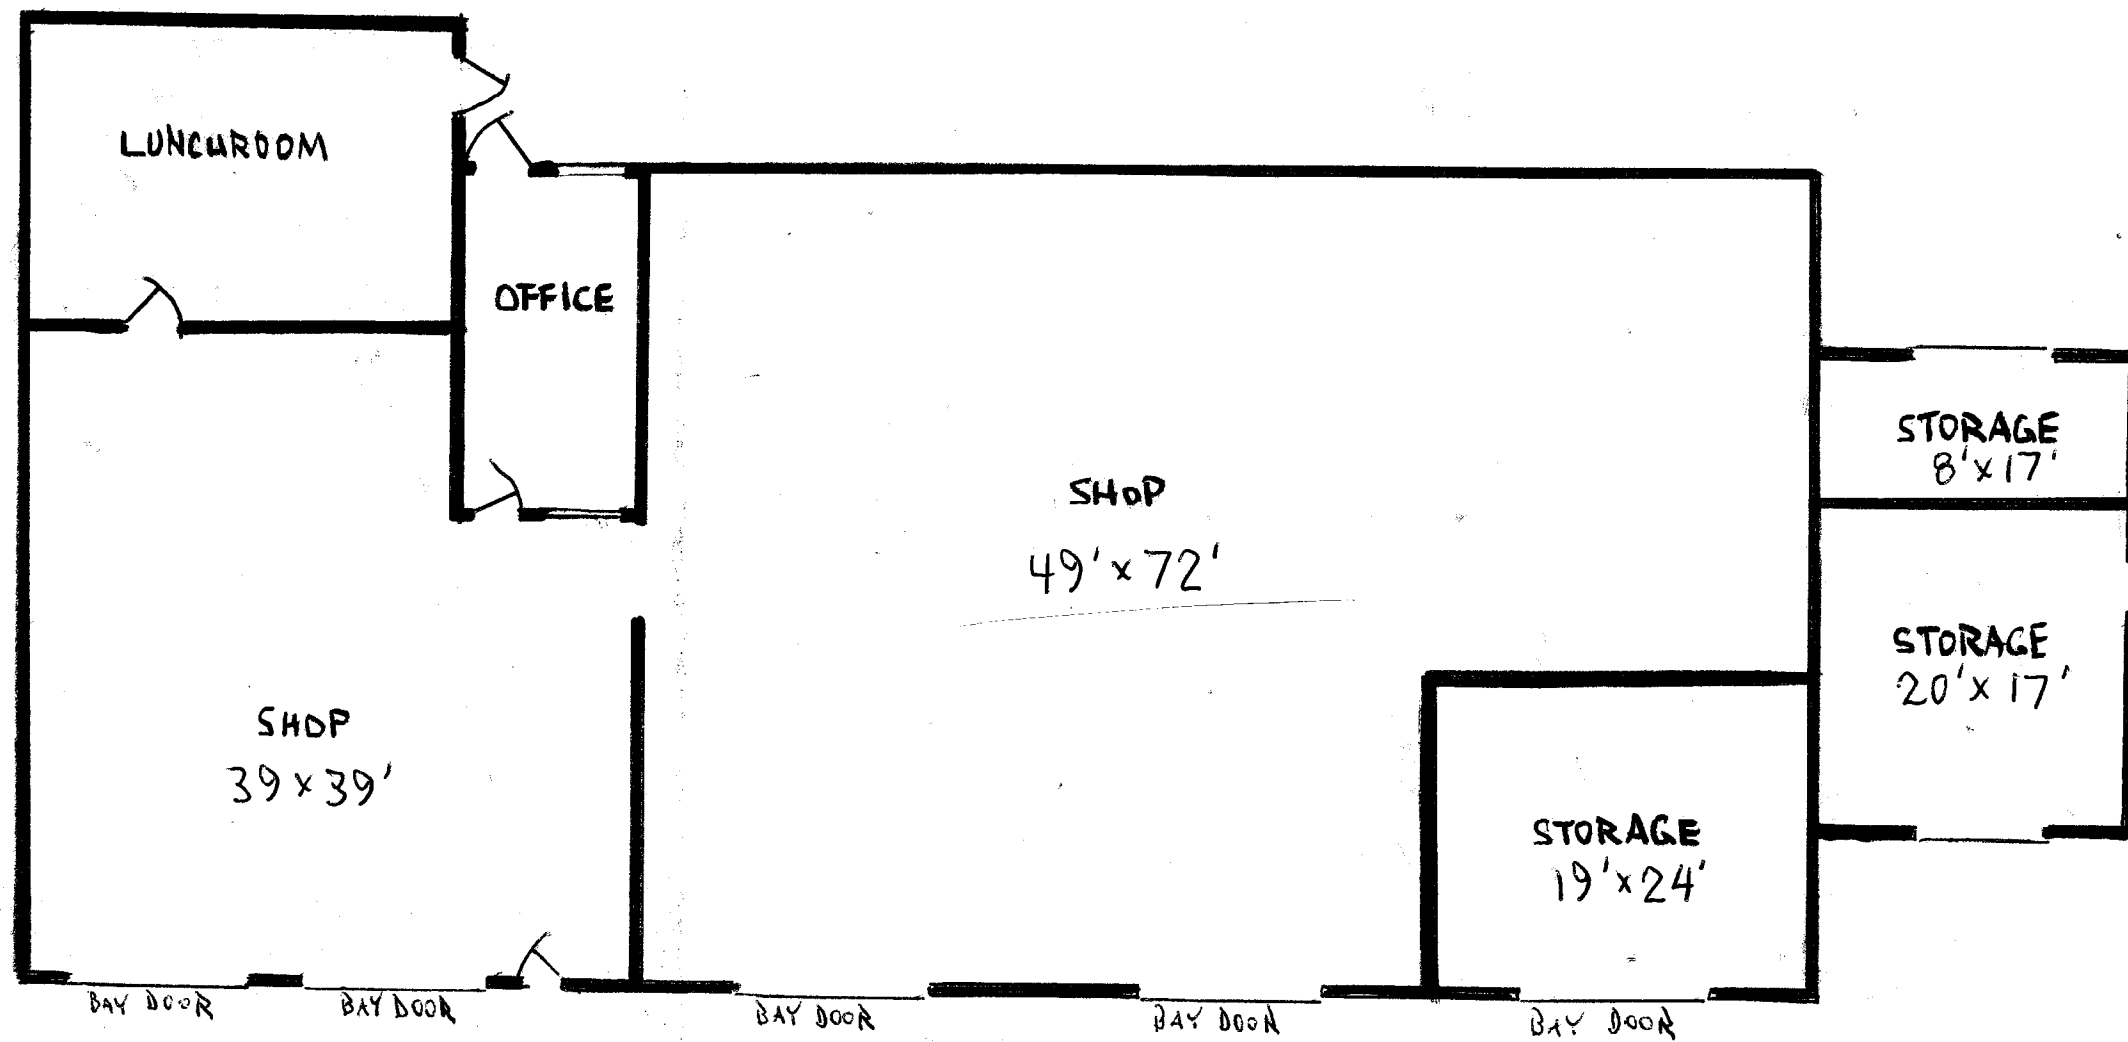 LUNCHROOM
OFFICE
STORAGE
8'x17'
SHOP
49'x72'
STORAGE
20'x17'
SHOP
39x39'
STORAGE
19'x24'
BAY DOOR
BAY DOOR
BAY DOOR
BAY DOOR
BAY DOOR